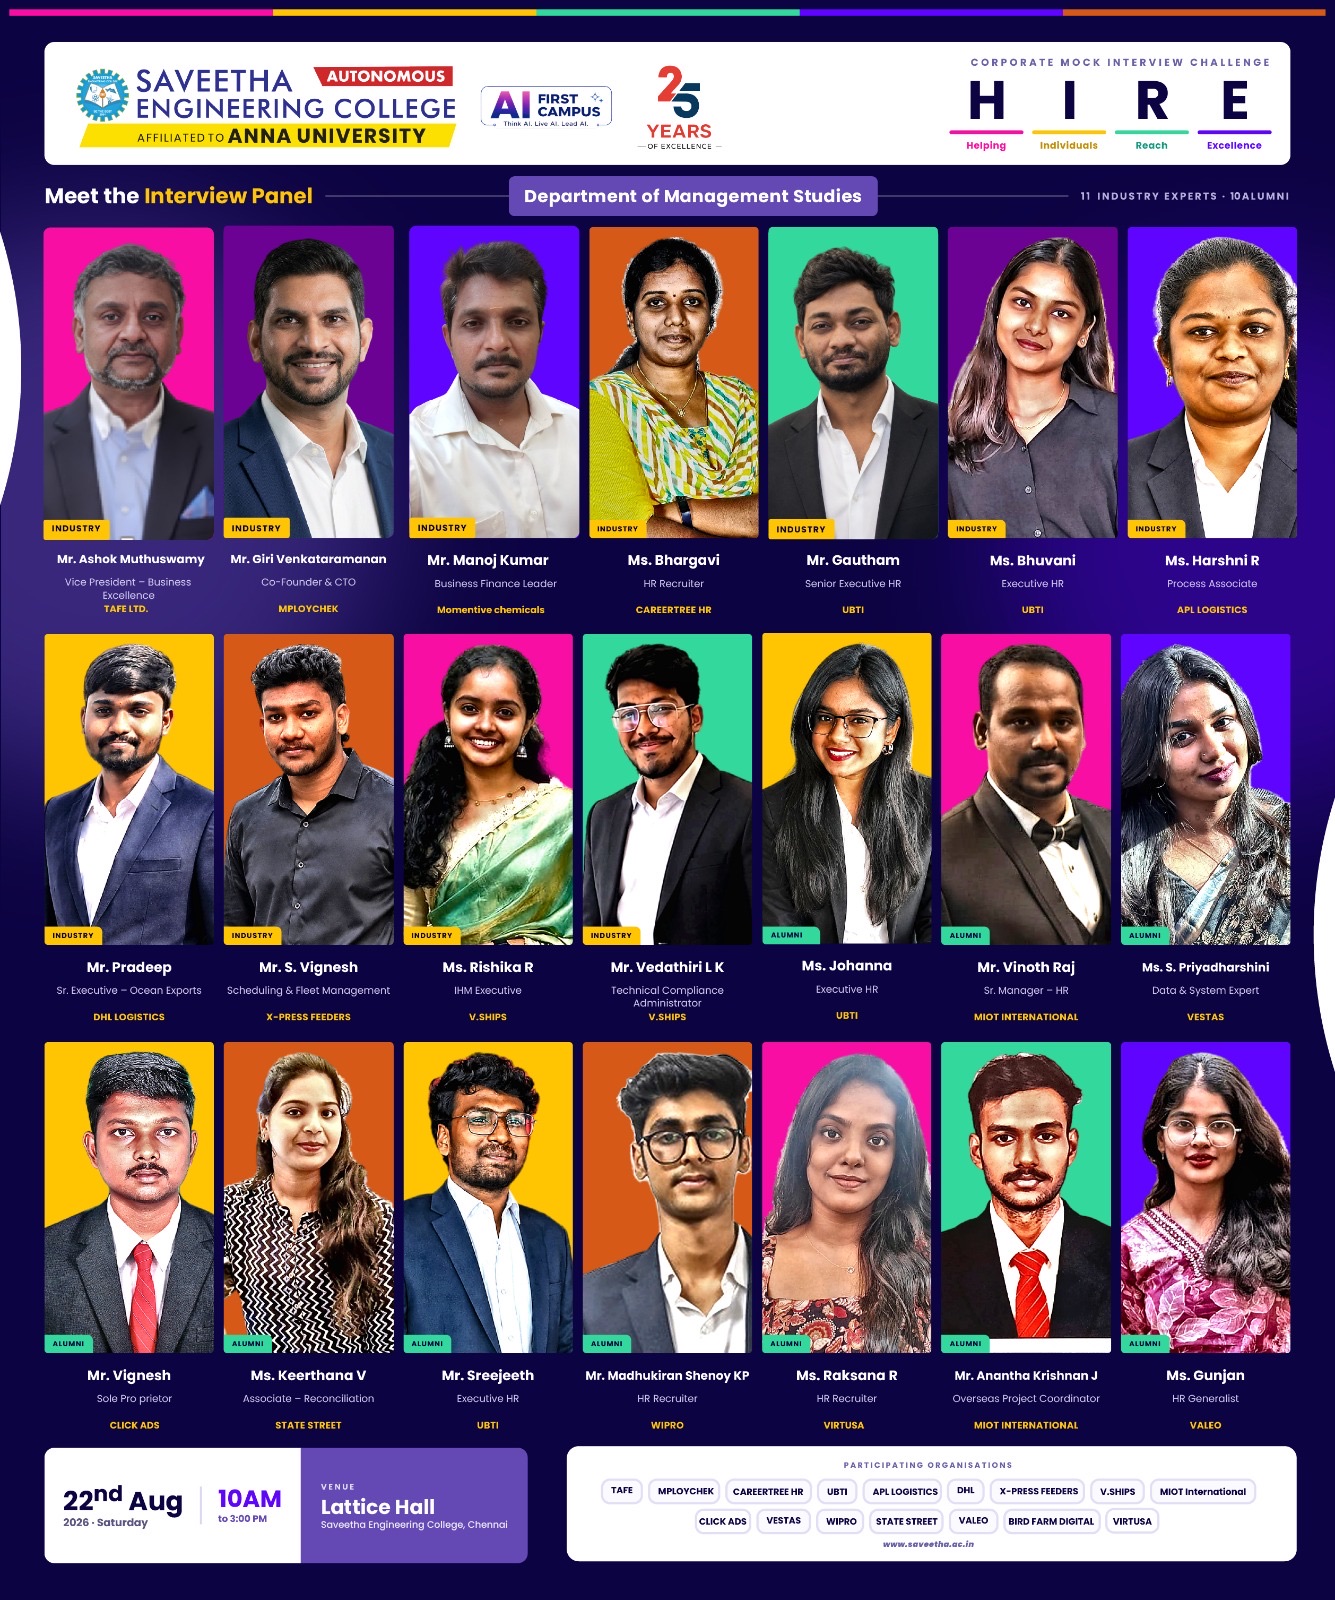 SAVEETHA AUTONOMOUS
ENGINEERING COLLEGE
AFFILIATED TO ANNA UNIVERSITY
AI FIRST CAMPUS
Think AI. Live AI. Lead AI.
25
YEARS
OF EXCELLENCE
CORPORATE MOCK INTERVIEW CHALLENGE
H I R E
Helping Individuals Reach Excellence
Meet the Interview Panel
Department of Management Studies
11 INDUSTRY EXPERTS · 10ALUMNI
INDUSTRY
Mr. Ashok Muthuswamy
Vice President – Business
Excellence
TAFE LTD.
INDUSTRY
Mr. Giri Venkataramanan
Co-Founder & CTO
MPLOYCHEK
INDUSTRY
Mr. Manoj Kumar
Business Finance Leader
Momentive chemicals
INDUSTRY
Ms. Bhargavi
HR Recruiter
CAREERTREE HR
INDUSTRY
Mr. Gautham
Senior Executive HR
UBTI
INDUSTRY
Ms. Bhuvani
Executive HR
UBTI
INDUSTRY
Ms. Harshni R
Process Associate
APL LOGISTICS
INDUSTRY
Mr. Pradeep
Sr. Executive – Ocean Exports
DHL LOGISTICS
INDUSTRY
Mr. S. Vignesh
Scheduling & Fleet Management
X-PRESS FEEDERS
INDUSTRY
Ms. Rishika R
IHM Executive
V.SHIPS
INDUSTRY
Mr. Vedathiri L K
Technical Compliance
Administrator
V.SHIPS
ALUMNI
Ms. Johanna
Executive HR
UBTI
ALUMNI
Mr. Vinoth Raj
Sr. Manager – HR
MIOT INTERNATIONAL
ALUMNI
Ms. S. Priyadharshini
Data & System Expert
VESTAS
ALUMNI
Mr. Vignesh
Sole Pro prietor
CLICK ADS
ALUMNI
Ms. Keerthana V
Associate – Reconciliation
STATE STREET
ALUMNI
Mr. Sreejeeth
Executive HR
UBTI
ALUMNI
Mr. Madhukiran Shenoy KP
HR Recruiter
WIPRO
ALUMNI
Ms. Raksana R
HR Recruiter
VIRTUSA
ALUMNI
Mr. Anantha Krishnan J
Overseas Project Coordinator
MIOT INTERNATIONAL
ALUMNI
Ms. Gunjan
HR Generalist
VALEO
22nd Aug
2026 · Saturday
10AM
to 3:00 PM
VENUE
Lattice Hall
Saveetha Engineering College, Chennai
PARTICIPATING ORGANISATIONS
TAFE MPLOYCHEK CAREERTREE HR UBTI APL LOGISTICS DHL X-PRESS FEEDERS V.SHIPS MIOT International
CLICK ADS VESTAS WIPRO STATE STREET VALEO BIRD FARM DIGITAL VIRTUSA
www.saveetha.ac.in